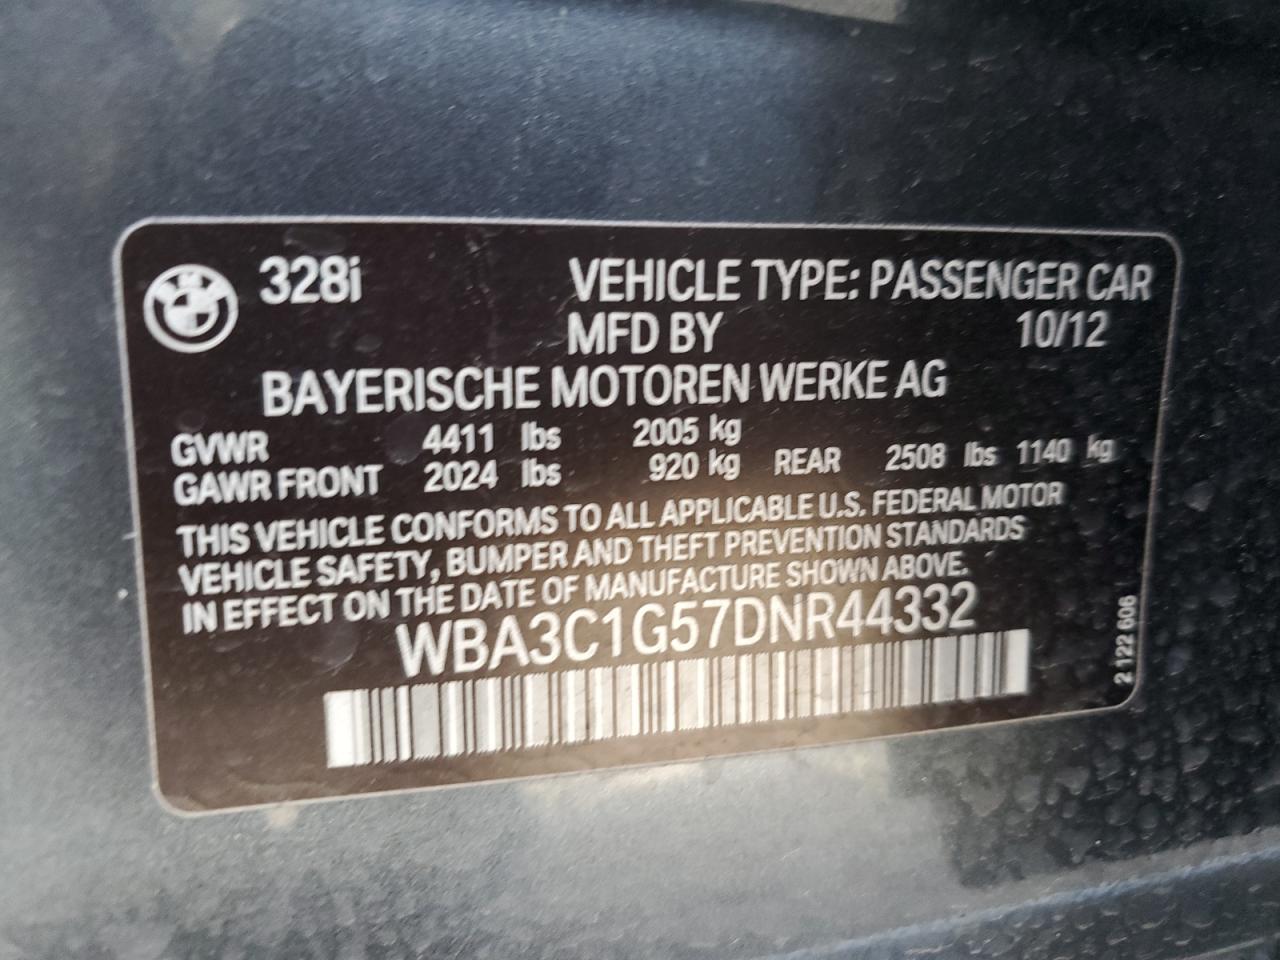 328i VEHICLE TYPE: PASSENGER CAR
MFD BY 10/12
BAYERISCHE MOTOREN WERKE AG
GVWR 4411 lbs 2005 kg
GAWR FRONT 2024 lbs 920 kg REAR 2508 lbs 1140 kg
THIS VEHICLE CONFORMS TO ALL APPLICABLE U.S. FEDERAL MOTOR
VEHICLE SAFETY, BUMPER AND THEFT PREVENTION STANDARDS
IN EFFECT ON THE DATE OF MANUFACTURE SHOWN ABOVE.
WBA3C1G57DNR44332
2 122 606